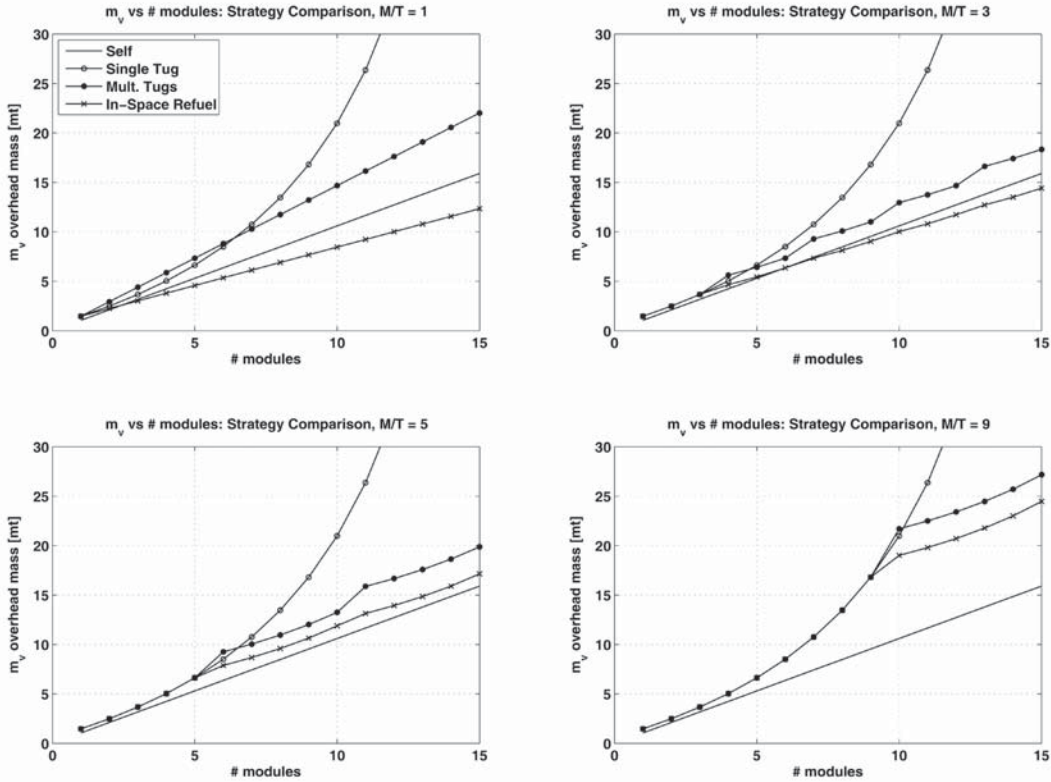 m_v vs # modules: Strategy Comparison, M/T = 1
30
25
20
15
10
5
0
0
5
10
15
m_v overhead mass [mt]
# modules
Self
Single Tug
Mult. Tugs
In-Space Refuel
m_v vs # modules: Strategy Comparison, M/T = 3
30
25
20
15
10
5
0
0
5
10
15
m_v overhead mass [mt]
# modules
m_v vs # modules: Strategy Comparison, M/T = 5
30
25
20
15
10
5
0
0
5
10
15
m_v overhead mass [mt]
# modules
m_v vs # modules: Strategy Comparison, M/T = 9
30
25
20
15
10
5
0
0
5
10
15
m_v overhead mass [mt]
# modules